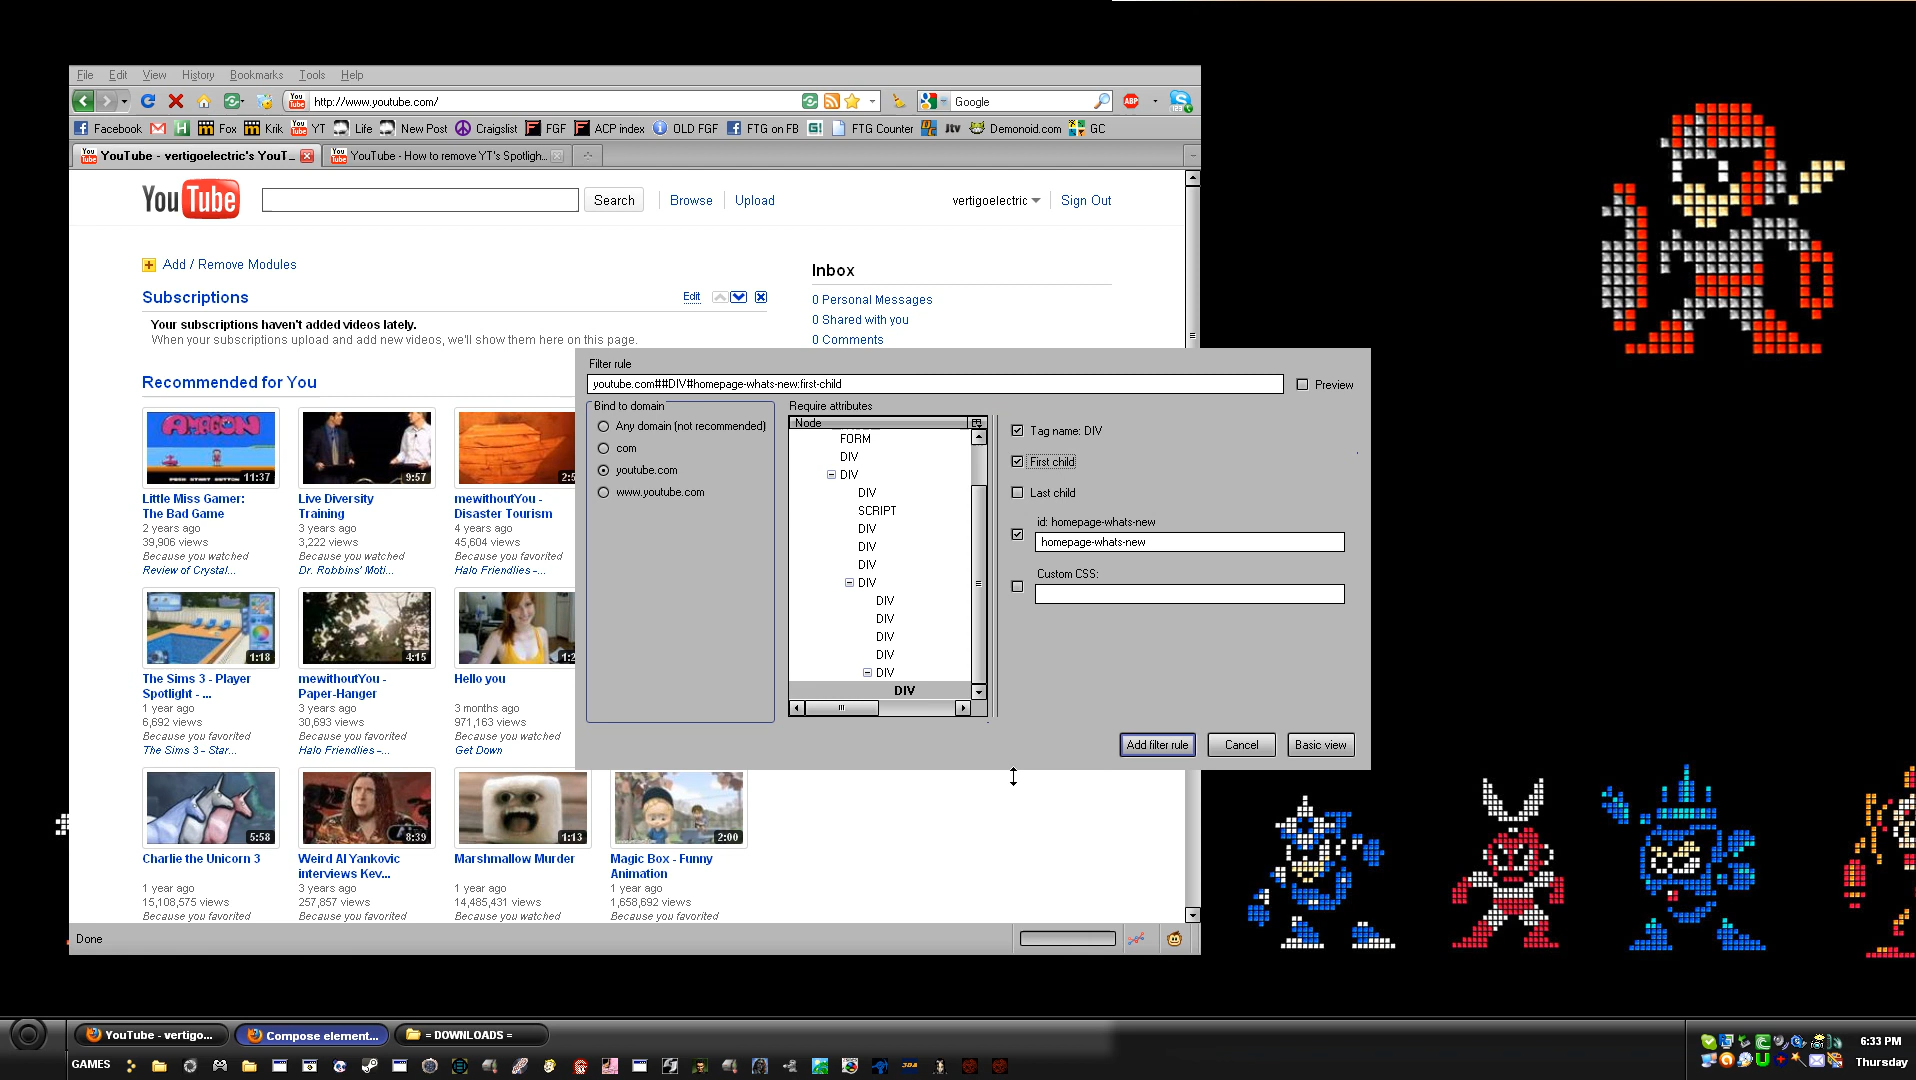 File Edit View History Bookmarks Tools Help
You Tube http://www.youtube.com/ Google ABP
Facebook Fox Krik YT Life New Post Craigslist FGF ACP index OLD FGF FTG on FB FTG Counter Jtv Demonoid.com GC
YouTube - vertigoelectric's YouT... YouTube - How to remove YT's Spotligh...
YouTube Search Browse Upload vertigoelectric Sign Out
Add / Remove Modules
Subscriptions Edit
Your subscriptions haven't added videos lately.
When your subscriptions upload and add new videos, we'll show them here on this page.
Inbox
0 Personal Messages
0 Shared with you
0 Comments
Recommended for You
AMAGON
11:37
Little Miss Gamer:
The Bad Game
2 years ago
39,906 views
Because you watched
Review of Crystal...
9:57
Live Diversity
Training
3 years ago
3,222 views
Because you watched
Dr. Robbins' Moti...
mewithoutYou -
Disaster Tourism
4 years ago
45,604 views
Because you favorited
Halo Friendlies -...
1:18
The Sims 3 - Player
Spotlight - ...
1 year ago
6,692 views
Because you favorited
The Sims 3 - Star...
4:15
mewithoutYou -
Paper-Hanger
3 years ago
30,693 views
Because you favorited
Halo Friendlies -...
Hello you
3 months ago
971,163 views
Because you watched
Get Down
5:58
Charlie the Unicorn 3
1 year ago
15,108,575 views
Because you favorited
8:39
Weird Al Yankovic
interviews Kev...
3 years ago
257,857 views
Because you favorited
1:13
Marshmallow Murder
1 year ago
14,485,431 views
Because you watched
2:00
Magic Box - Funny
Animation
1 year ago
1,658,692 views
Because you favorited
Done
Filter rule
youtube.com##DIV#homepage-whats-new:first-child Preview
Bind to domain
Any domain (not recommended)
com
youtube.com
www.youtube.com
Require attributes
Node
FORM
DIV
DIV
DIV
SCRIPT
DIV
DIV
DIV
DIV
DIV
DIV
DIV
DIV
DIV
DIV
Tag name: DIV
First child
Last child
id: homepage-whats-new
homepage-whats-new
Custom CSS:
Add filter rule Cancel Basic view
YouTube - vertigo... Compose element... = DOWNLOADS =
6:33 PM
GAMES
Thursday